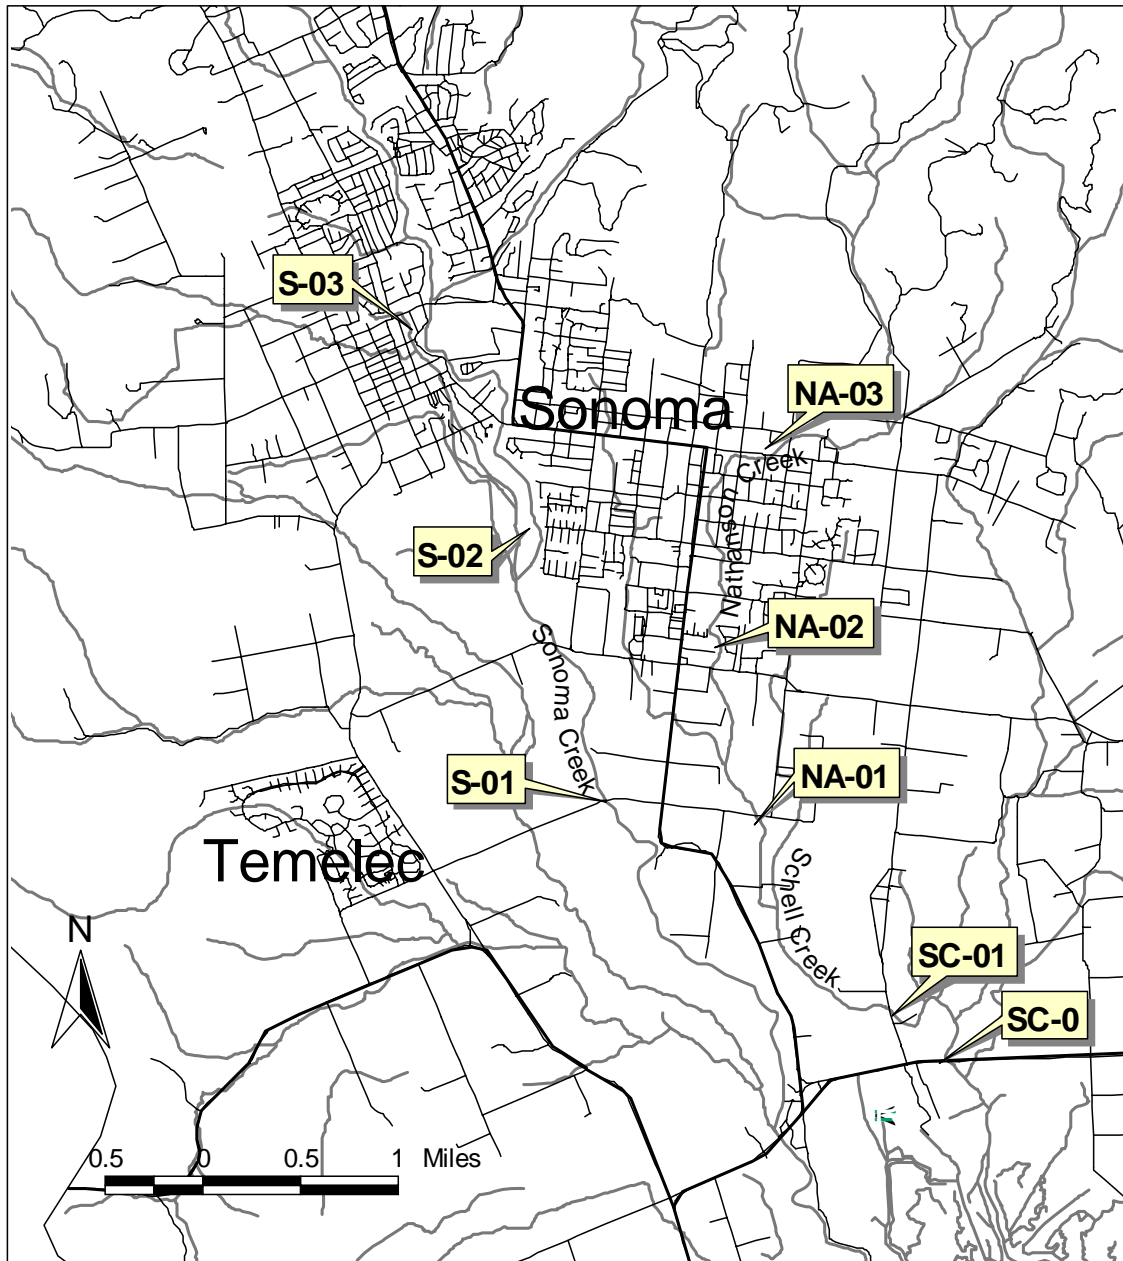 S-03
Sonoma
NA-03
Nathanson Creek
S-02
NA-02
Sonoma Creek
S-01
NA-01
Temelec
Schell Creek
N
SC-01
SC-0
0.5 0 0.5 1 Miles